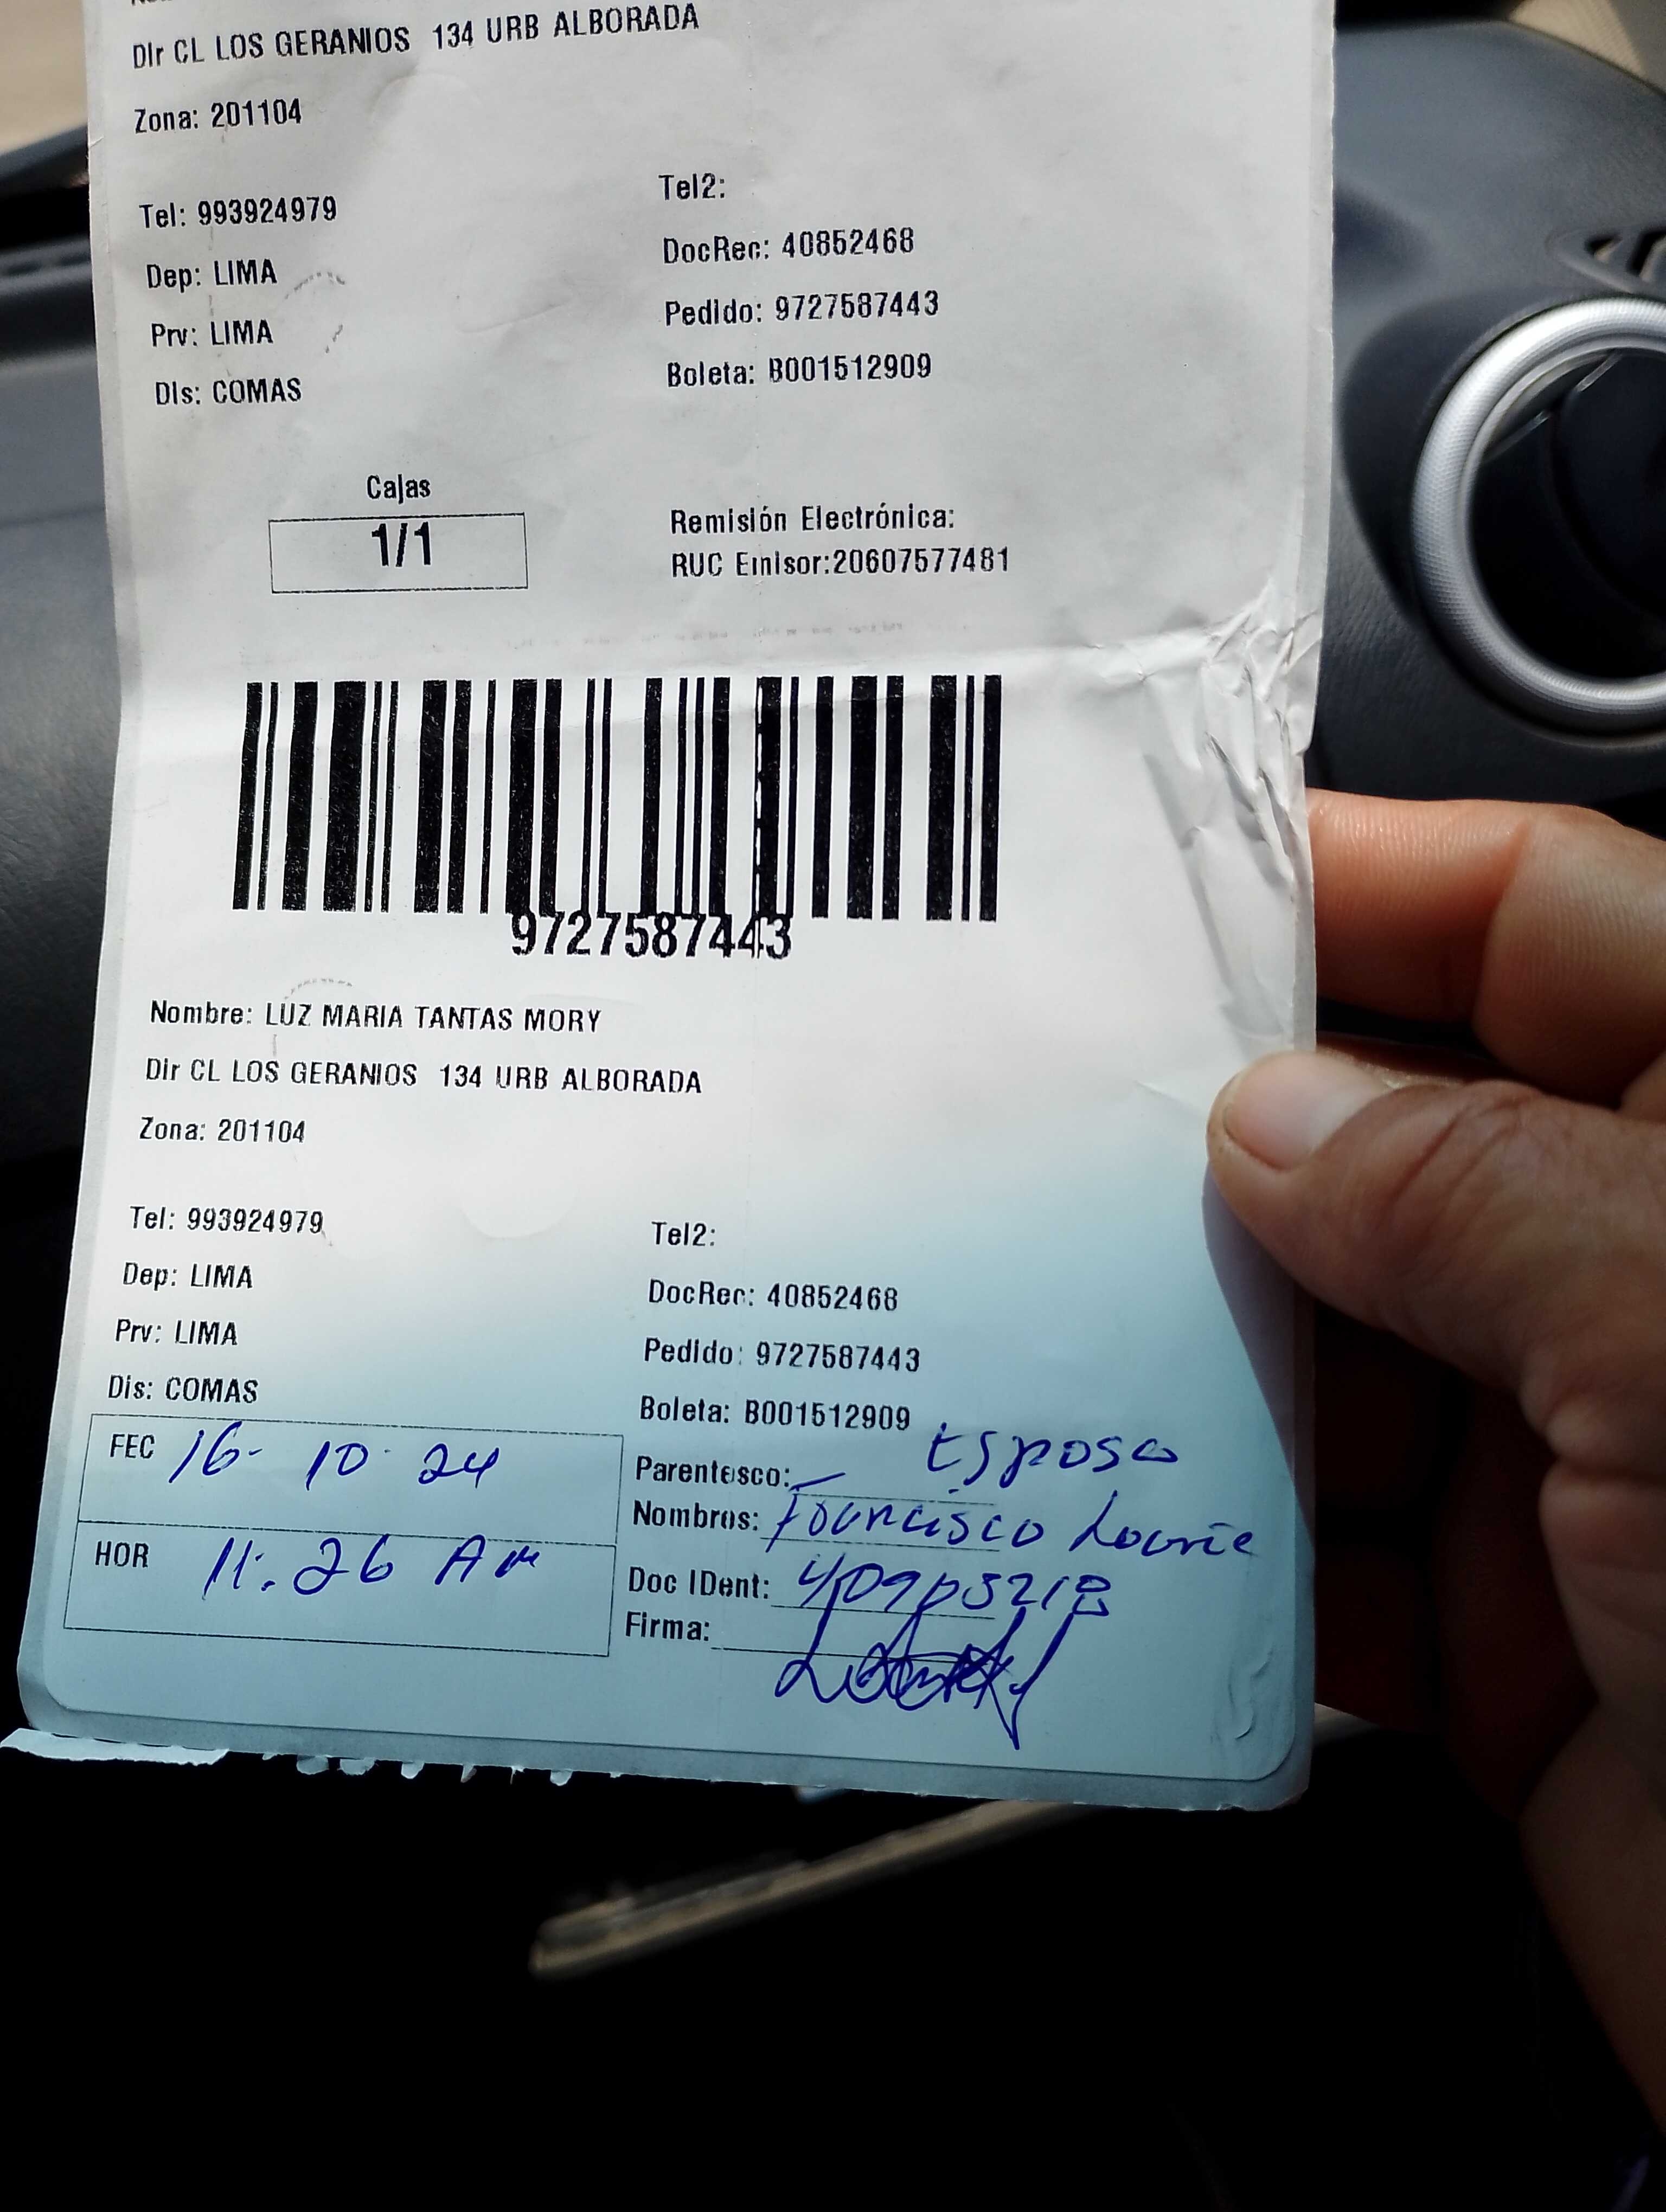 Dir CL LOS GERANIOS 134 URB ALBORADA
Zona: 201104
Tel: 993924979
Tel2:
Dep: LIMA
DocRec: 40852468
Prv: LIMA
Pedido: 9727587443
Dis: COMAS
Boleta: B001512909
Cajas
1/1
Remisión Electrónica:
RUC Emisor:20607577481
9727587443
Nombre: LUZ MARIA TANTAS MORY
Dir CL LOS GERANIOS 134 URB ALBORADA
Zona: 201104
Tel: 993924979
Tel2:
Dep: LIMA
DocRec: 40852468
Prv: LIMA
Pedido: 9727587443
Dis: COMAS
Boleta: B001512909
FEC 16- 10 - 24
Parentesco: Esposo
Nombres: Francisco
HOR 11:26 Am
Doc IDent:
Firma: